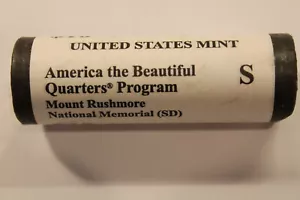 UNITED STATES MINT
America the Beautiful
Quarters® Program
S
Mount Rushmore
National Memorial (SD)